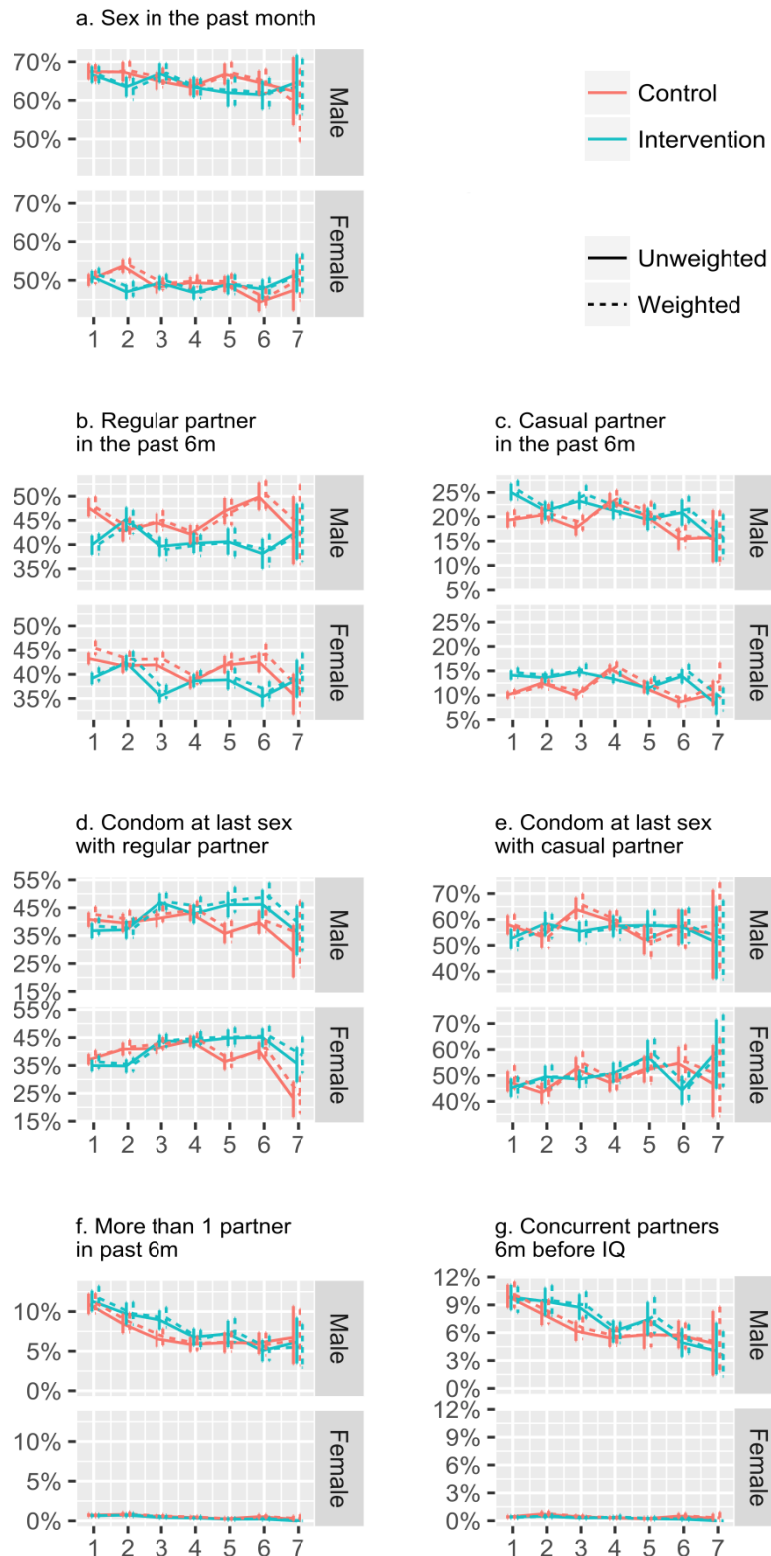 a. Sex in the past month
70%
60%
50%
Male
70%
60%
50%
Female
1 2 3 4 5 6 7
Control
Intervention
Unweighted
Weighted
b. Regular partner
in the past 6m
50%
45%
40%
35%
Male
50%
45%
40%
35%
Female
1 2 3 4 5 6 7
c. Casual partner
in the past 6m
25%
20%
15%
10%
5%
Male
25%
20%
15%
10%
5%
Female
1 2 3 4 5 6 7
d. Condom at last sex
with regular partner
55%
45%
35%
25%
15%
Male
55%
45%
35%
25%
15%
Female
1 2 3 4 5 6 7
e. Condom at last sex
with casual partner
70%
60%
50%
40%
Male
70%
60%
50%
40%
Female
1 2 3 4 5 6 7
f. More than 1 partner
in past 6m
10%
5%
0%
Male
10%
5%
0%
Female
1 2 3 4 5 6 7
g. Concurrent partners
6m before IQ
12%
9%
6%
3%
0%
Male
12%
9%
6%
3%
0%
Female
1 2 3 4 5 6 7